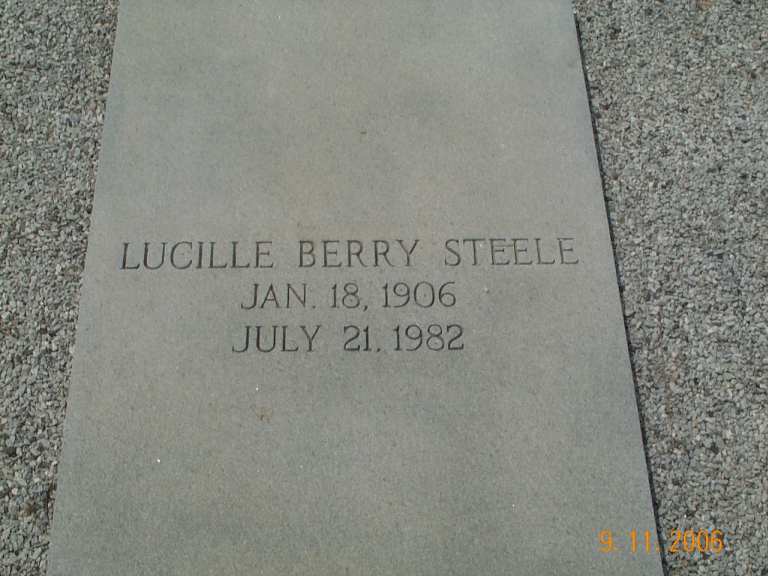 LUCILLE BERRY STEELE
JAN. 18, 1906
JULY 21, 1982
9. 11. 2006